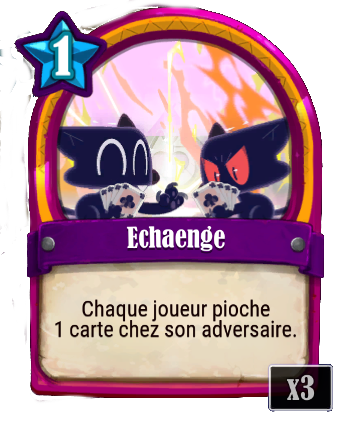 1
Echaenge
Chaque joueur pioche
1 carte chez son adversaire.
x3